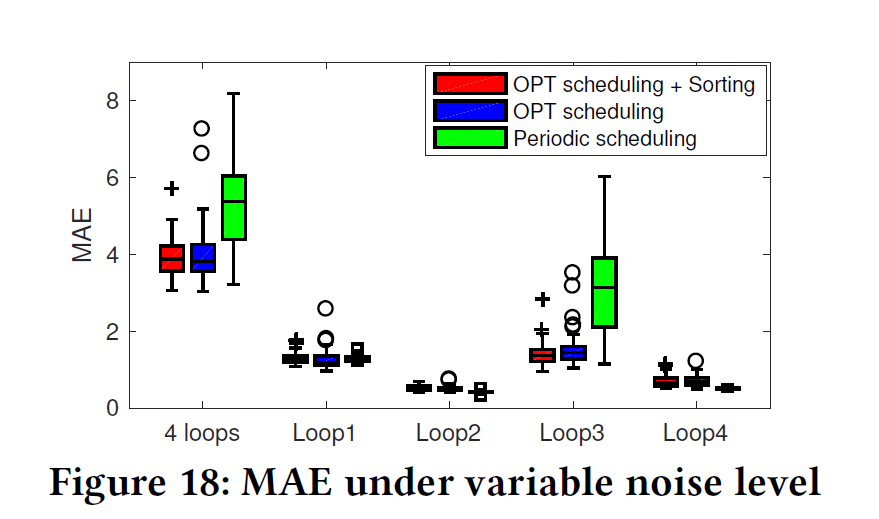 OPT scheduling + Sorting
OPT scheduling
Periodic scheduling
MAE
8
6
4
2
0
4 loops Loop1 Loop2 Loop3 Loop4
Figure 18: MAE under variable noise level